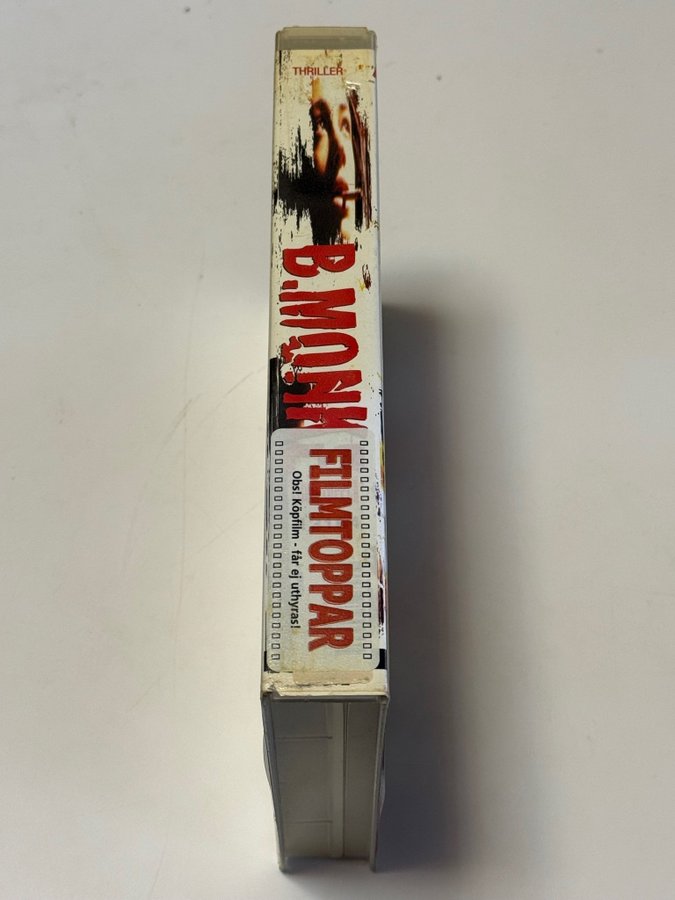 THRILLER
B.MONK
FILMTOPPAR
Obs! Köpfilm - får ej uthyras!